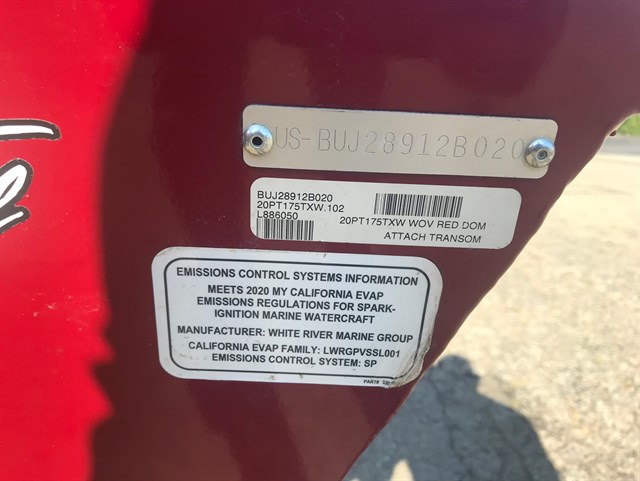 US-BUJ28912B020
BUJ28912B020
20PT175TXW.102
L886050
20PT175TXW WOV RED DOM
ATTACH TRANSOM
EMISSIONS CONTROL SYSTEMS INFORMATION
MEETS 2020 MY CALIFORNIA EVAP
EMISSIONS REGULATIONS FOR SPARK-
IGNITION MARINE WATERCRAFT
MANUFACTURER: WHITE RIVER MARINE GROUP
CALIFORNIA EVAP FAMILY: LWRGPVSSL001
EMISSIONS CONTROL SYSTEM: SP
PART#